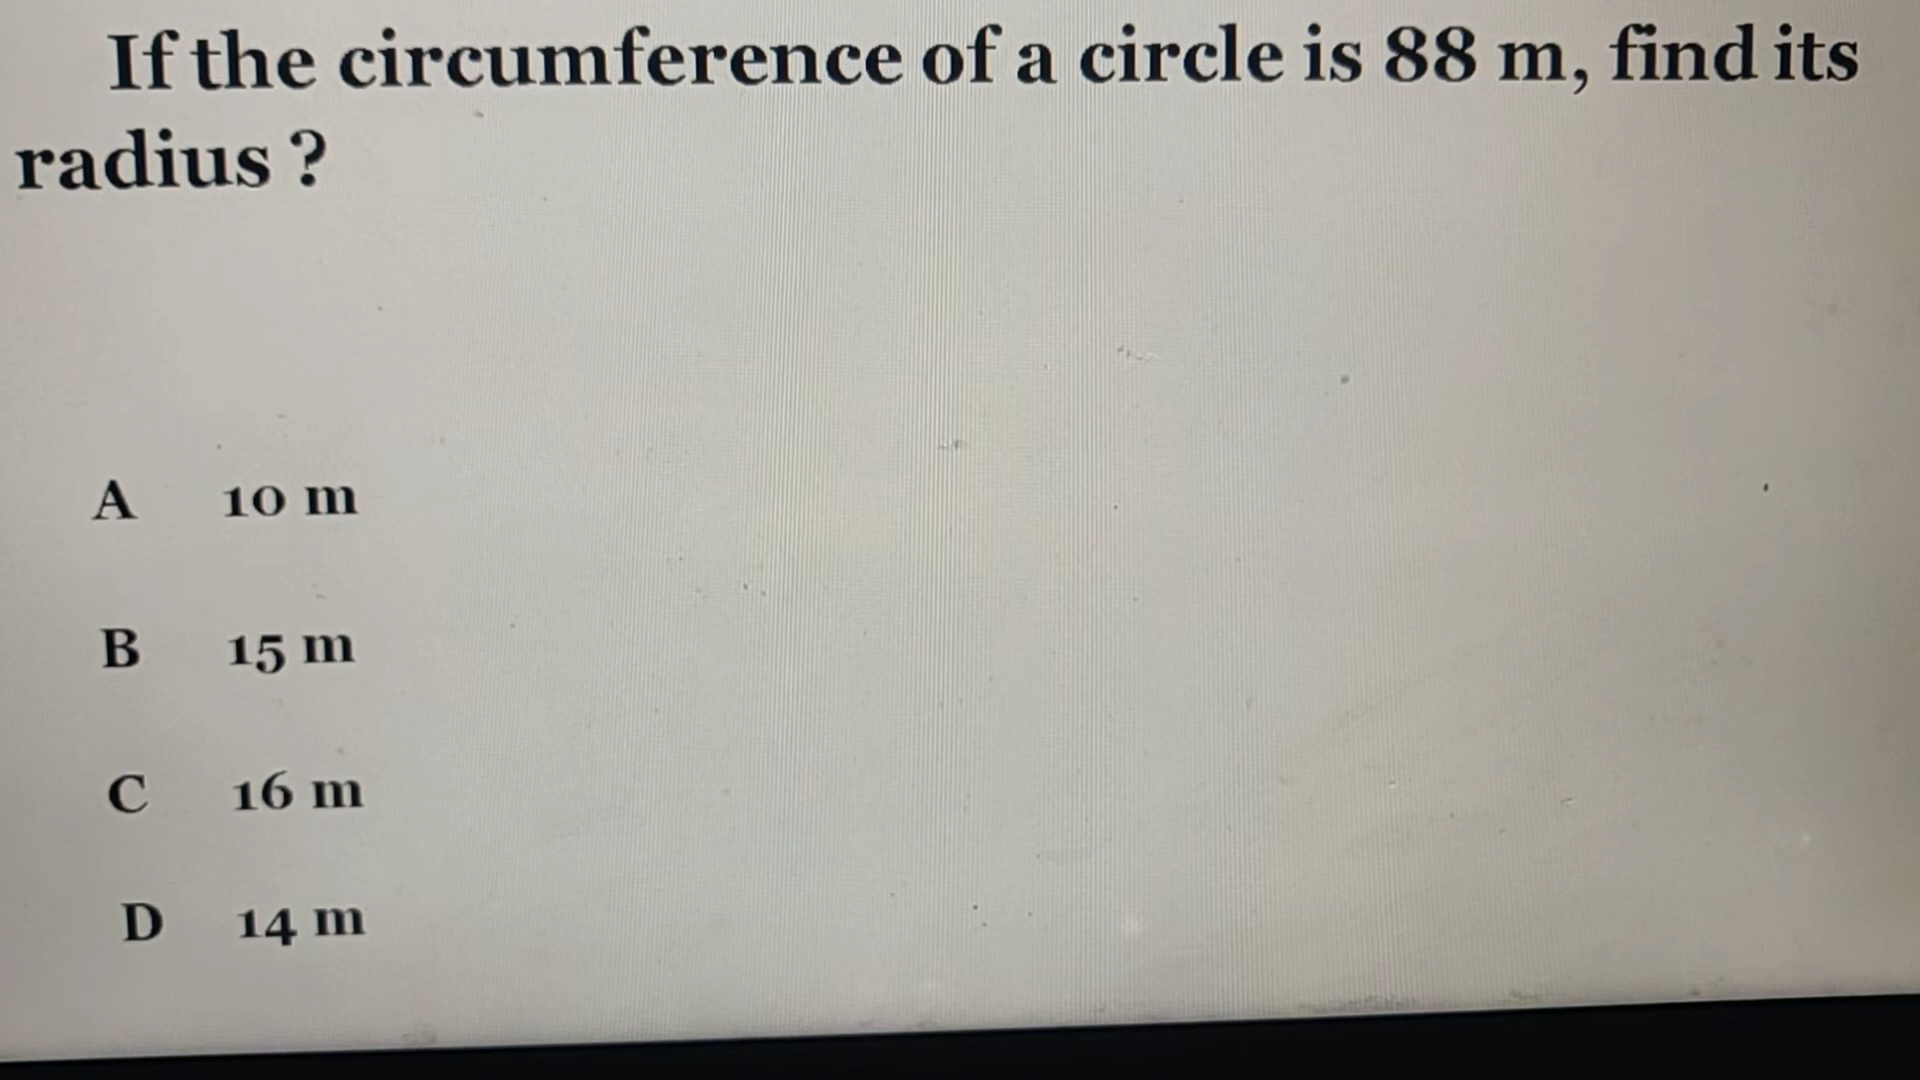 If the circumference of a circle is 88 m, find its
radius ?
A 10 m
B 15 m
C 16 m
D 14 m